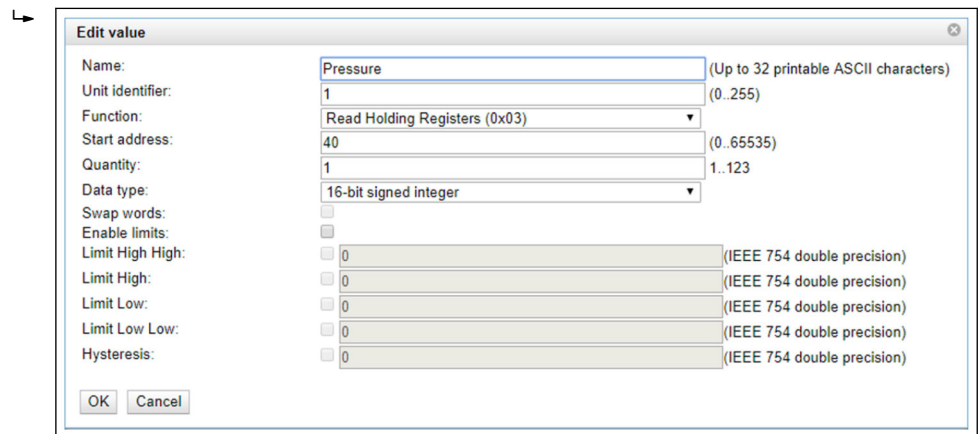 Edit value
Name: Pressure (Up to 32 printable ASCII characters)
Unit identifier: 1 (0..255)
Function: Read Holding Registers (0x03)
Start address: 40 (0..65535)
Quantity: 1 1..123
Data type: 16-bit signed integer
Swap words:
Enable limits:
Limit High High: 0 (IEEE 754 double precision)
Limit High: 0 (IEEE 754 double precision)
Limit Low: 0 (IEEE 754 double precision)
Limit Low Low: 0 (IEEE 754 double precision)
Hysteresis: 0 (IEEE 754 double precision)
OK Cancel